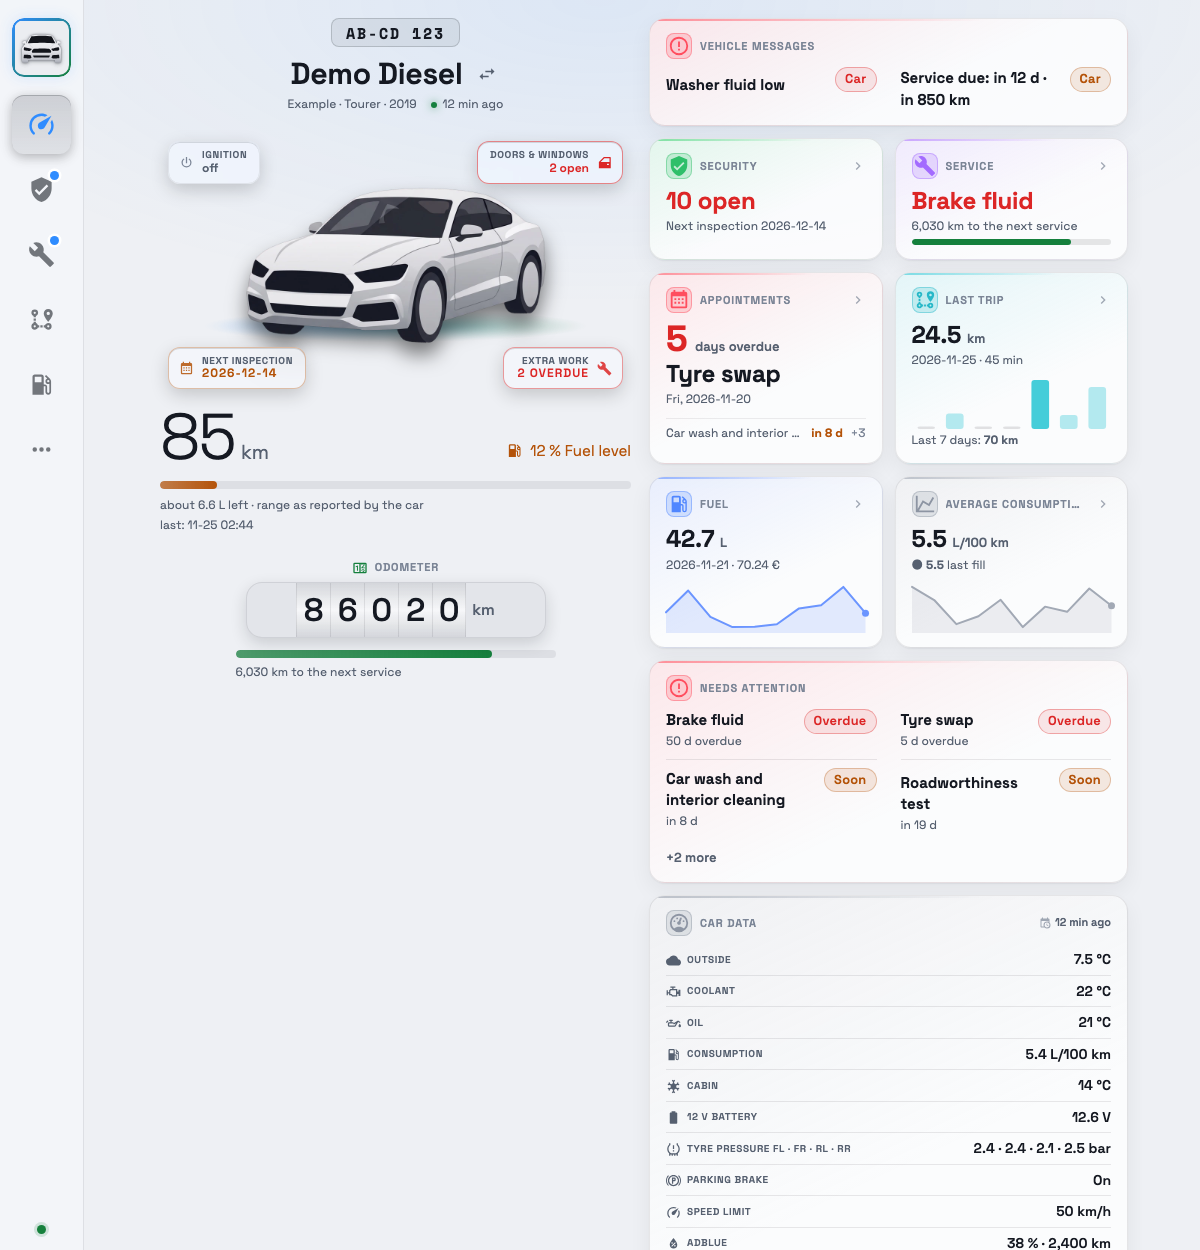 AB-CD 123
Demo Diesel
Example · Tourer · 2019 12 min ago
IGNITION
off
DOORS & WINDOWS
2 open
NEXT INSPECTION
2026-12-14
EXTRA WORK
2 OVERDUE
85 km
12 % Fuel level
about 6.6 L left · range as reported by the car
last: 11-25 02:44
ODOMETER
8 6 0 2 0 km
6,030 km to the next service
VEHICLE MESSAGES
Washer fluid low Car
Service due: in 12 d ·
in 850 km
Car
SECURITY
10 open
Next inspection 2026-12-14
SERVICE
Brake fluid
6,030 km to the next service
APPOINTMENTS
5 days overdue
Tyre swap
Fri, 2026-11-20
Car wash and interior ... in 8 d +3
LAST TRIP
24.5 km
2026-11-25 · 45 min
Last 7 days: 70 km
FUEL
42.7 L
2026-11-21 · 70.24 €
AVERAGE CONSUMPTI...
5.5 L/100 km
5.5 last fill
NEEDS ATTENTION
Brake fluid Overdue
50 d overdue
Tyre swap Overdue
5 d overdue
Car wash and
interior cleaning
Soon
in 8 d
Roadworthiness
test
Soon
in 19 d
+2 more
CAR DATA 12 min ago
OUTSIDE 7.5 °C
COOLANT 22 °C
OIL 21 °C
CONSUMPTION 5.4 L/100 km
CABIN 14 °C
12 V BATTERY 12.6 V
TYRE PRESSURE FL · FR · RL · RR 2.4 · 2.4 · 2.1 · 2.5 bar
PARKING BRAKE On
SPEED LIMIT 50 km/h
ADBLUE 38 % · 2,400 km